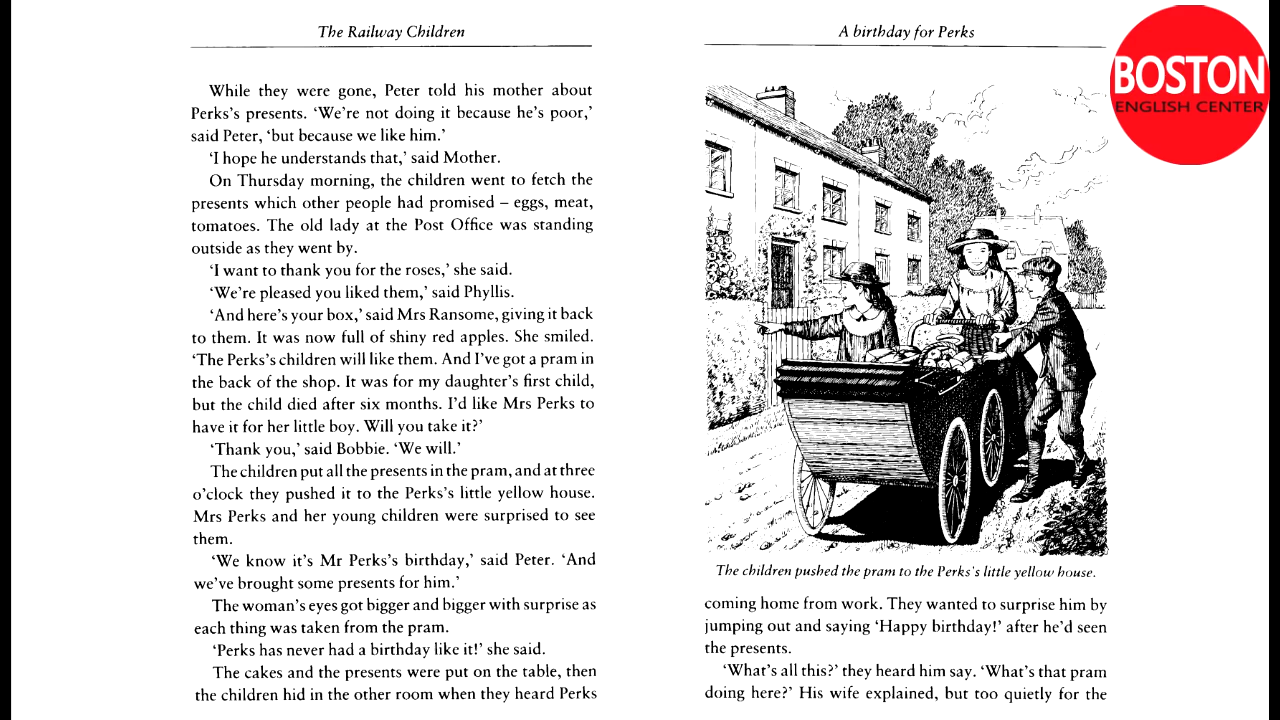 The Railway Children
While they were gone, Peter told his mother about
Perks's presents. ‘We're not doing it because he's poor,’
said Peter, ‘but because we like him.’
‘I hope he understands that,’ said Mother.
On Thursday morning, the children went to fetch the
presents which other people had promised – eggs, meat,
tomatoes. The old lady at the Post Office was standing
outside as they went by.
‘I want to thank you for the roses,’ she said.
‘We're pleased you liked them,’ said Phyllis.
‘And here's your box,’ said Mrs Ransome, giving it back
to them. It was now full of shiny red apples. She smiled.
‘The Perks's children will like them. And I've got a pram in
the back of the shop. It was for my daughter's first child,
but the child died after six months. I'd like Mrs Perks to
have it for her little boy. Will you take it?’
‘Thank you,’ said Bobbie. ‘We will.’
The children put all the presents in the pram, and at three
o'clock they pushed it to the Perks's little yellow house.
Mrs Perks and her young children were surprised to see
them.
‘We know it's Mr Perks's birthday,’ said Peter. ‘And
we've brought some presents for him.’
The woman's eyes got bigger and bigger with surprise as
each thing was taken from the pram.
‘Perks has never had a birthday like it!’ she said.
The cakes and the presents were put on the table, then
the children hid in the other room when they heard Perks
A birthday for Perks
BOSTON
ENGLISH CENTER
The children pushed the pram to the Perks's little yellow house.
coming home from work. They wanted to surprise him by
jumping out and saying ‘Happy birthday!’ after he'd seen
the presents.
‘What's all this?’ they heard him say. ‘What's that pram
doing here?’ His wife explained, but too quietly for the